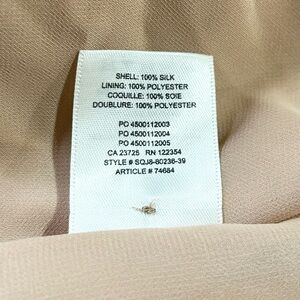 SHELL: 100% SILK
LINING: 100% POLYESTER
COQUILLE: 100% SOIE
DOUBLURE: 100% POLYESTER
PO 4500112003
PO 4500112004
PO 4500112005
CA 23725 RN 122354
STYLE # SQJ8-80236-39
ARTICLE # 74684